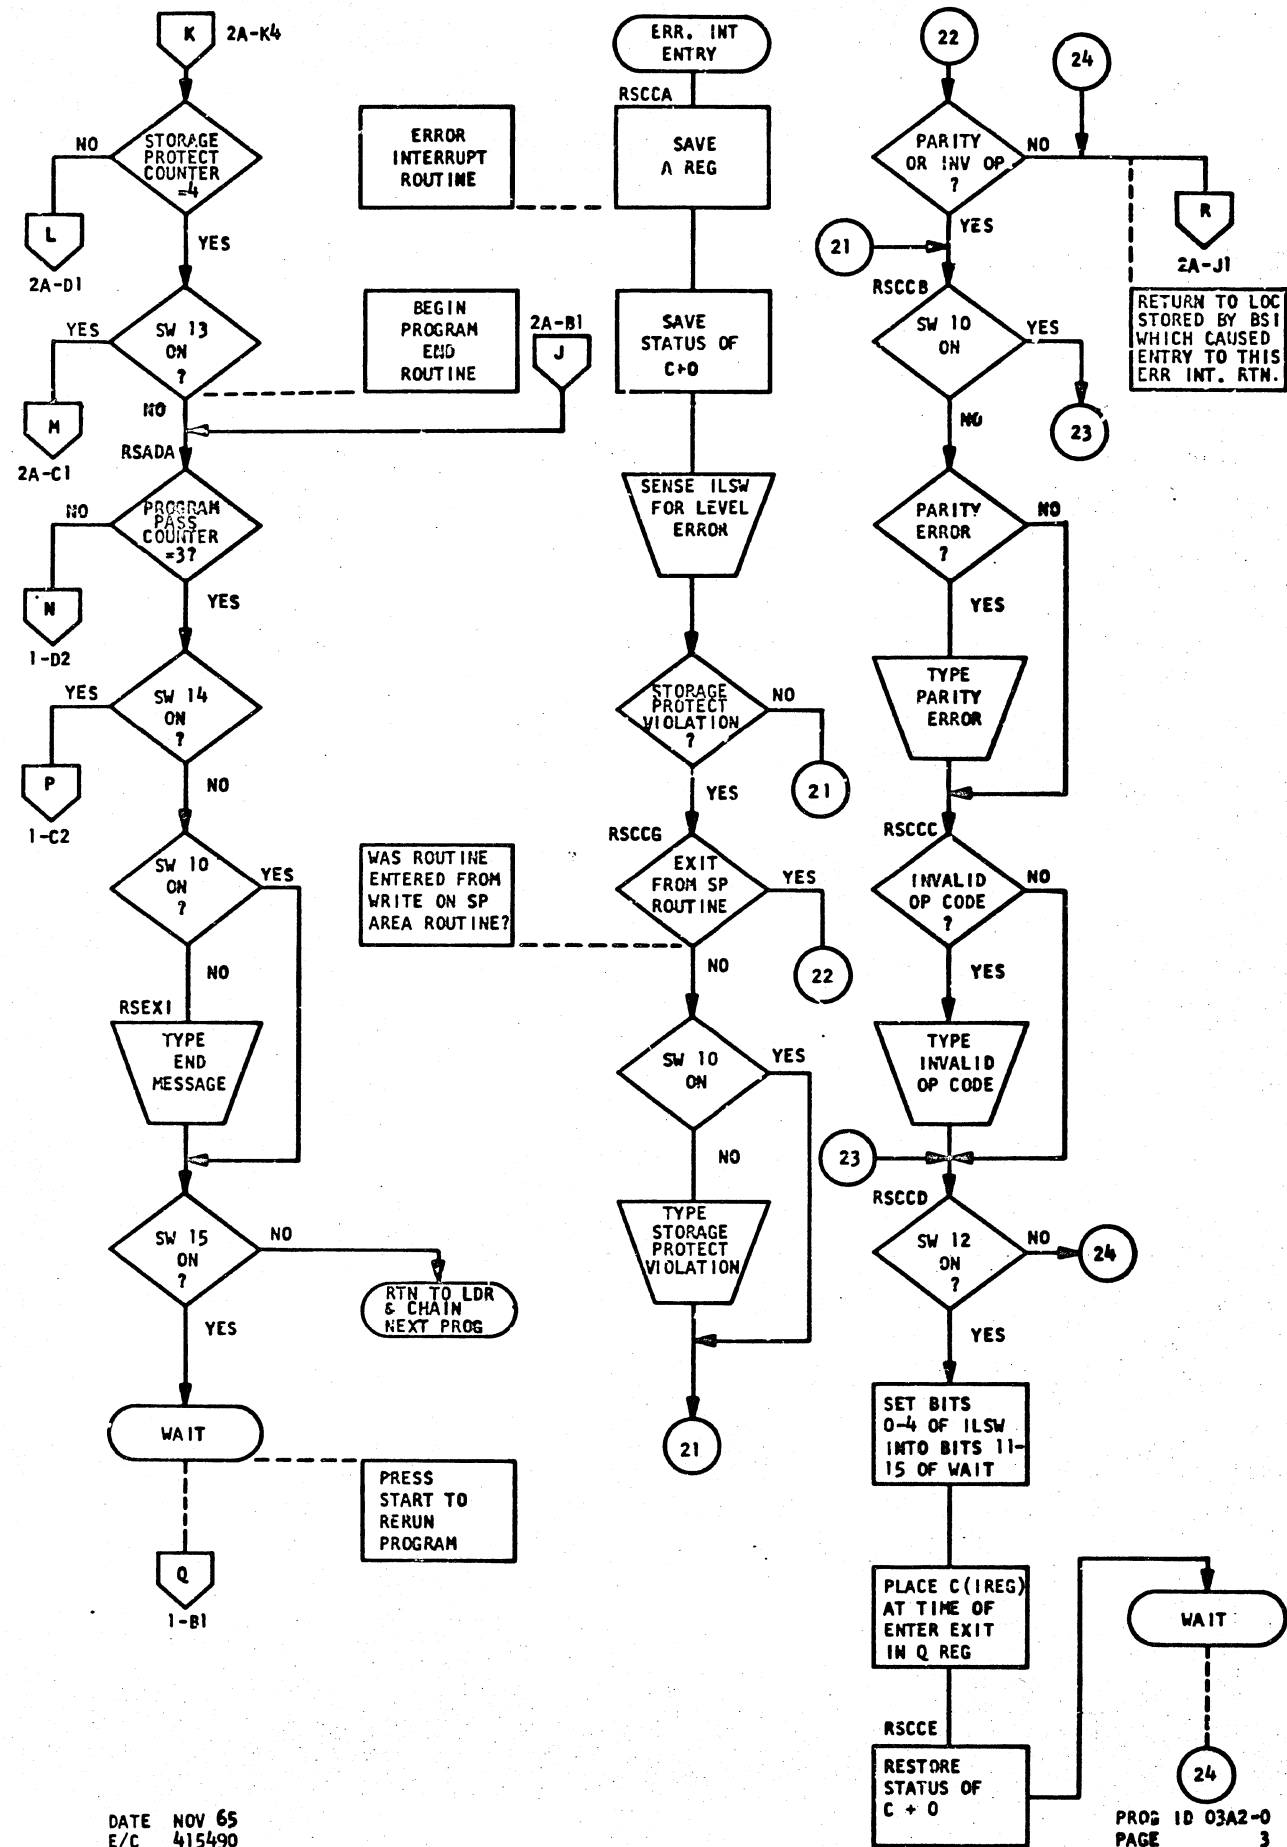 K
2A-K4
STORAGE
PROTECT
COUNTER
=4
NO
L
2A-D1
YES
SW 13
ON
?
YES
M
2A-C1
NO
BEGIN
PROGRAM
END
ROUTINE
2A-B1
J
RSADA
PROGRAM
PASS
COUNTER
=3?
NO
N
1-D2
YES
SW 14
ON
?
YES
P
1-C2
NO
SW 10
ON
?
YES
NO
RSEXI
TYPE
END
MESSAGE
SW 15
ON
?
NO
RTN TO LDR
& CHAIN
NEXT PROG
YES
WAIT
PRESS
START TO
RERUN
PROGRAM
Q
1-B1
ERR. INT
ENTRY
RSCCA
SAVE
A REG
ERROR
INTERRUPT
ROUTINE
SAVE
STATUS OF
C+O
SENSE ILSW
FOR LEVEL
ERROR
STORAGE
PROTECT
VIOLATION
?
NO
21
YES
RSCCG
EXIT
FROM SP
ROUTINE
YES
22
WAS ROUTINE
ENTERED FROM
WRITE ON SP
AREA ROUTINE?
NO
SW 10
ON
YES
NO
TYPE
STORAGE
PROTECT
VIOLATION
21
22
24
PARITY
OR INV OP
?
NO
R
2A-J1
RETURN TO LOC
STORED BY BSI
WHICH CAUSED
ENTRY TO THIS
ERR INT. RTN.
YES
21
RSCCB
SW 10
ON
YES
23
NO
PARITY
ERROR
?
NO
YES
TYPE
PARITY
ERROR
RSCCC
INVALID
OP CODE
?
NO
YES
TYPE
INVALID
OP CODE
23
RSCCD
SW 12
ON
?
NO
24
YES
SET BITS
0-4 OF ILSW
INTO BITS 11-
15 OF WAIT
PLACE C(IREG)
AT TIME OF
ENTER EXIT
IN Q REG
RSCCE
RESTORE
STATUS OF
C + O
WAIT
24
DATE NOV 65
E/C 415490
PROG ID 03A2-0
PAGE 3